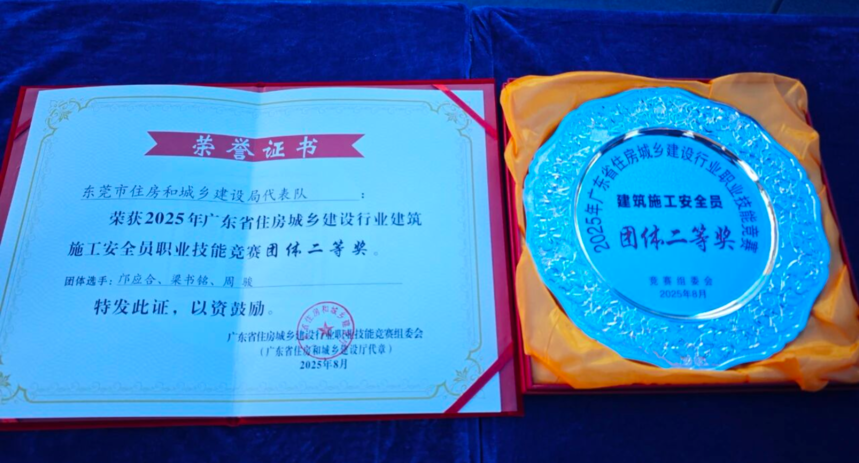 荣誉证书
东莞市住房和城乡建设局代表队：
荣获2025年广东省住房城乡建设行业建筑
施工安全员职业技能竞赛团体二等奖。
团体选手：邝应合、梁书铭、周骏
特发此证，以资鼓励。
广东省住房城乡建设行业职业技能竞赛组委会
（广东省住房和城乡建设厅代章）
2025年8月
2025年广东省住房城乡建设行业职业技能竞赛
建筑施工安全员
团体二等奖
竞赛组委会
2025年8月